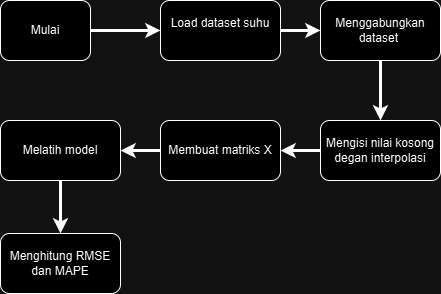 Mulai
Load dataset suhu
Menggabungkan
dataset
Mengisi nilai kosong
degan interpolasi
Membuat matriks X
Melatih model
Menghitung RMSE
dan MAPE